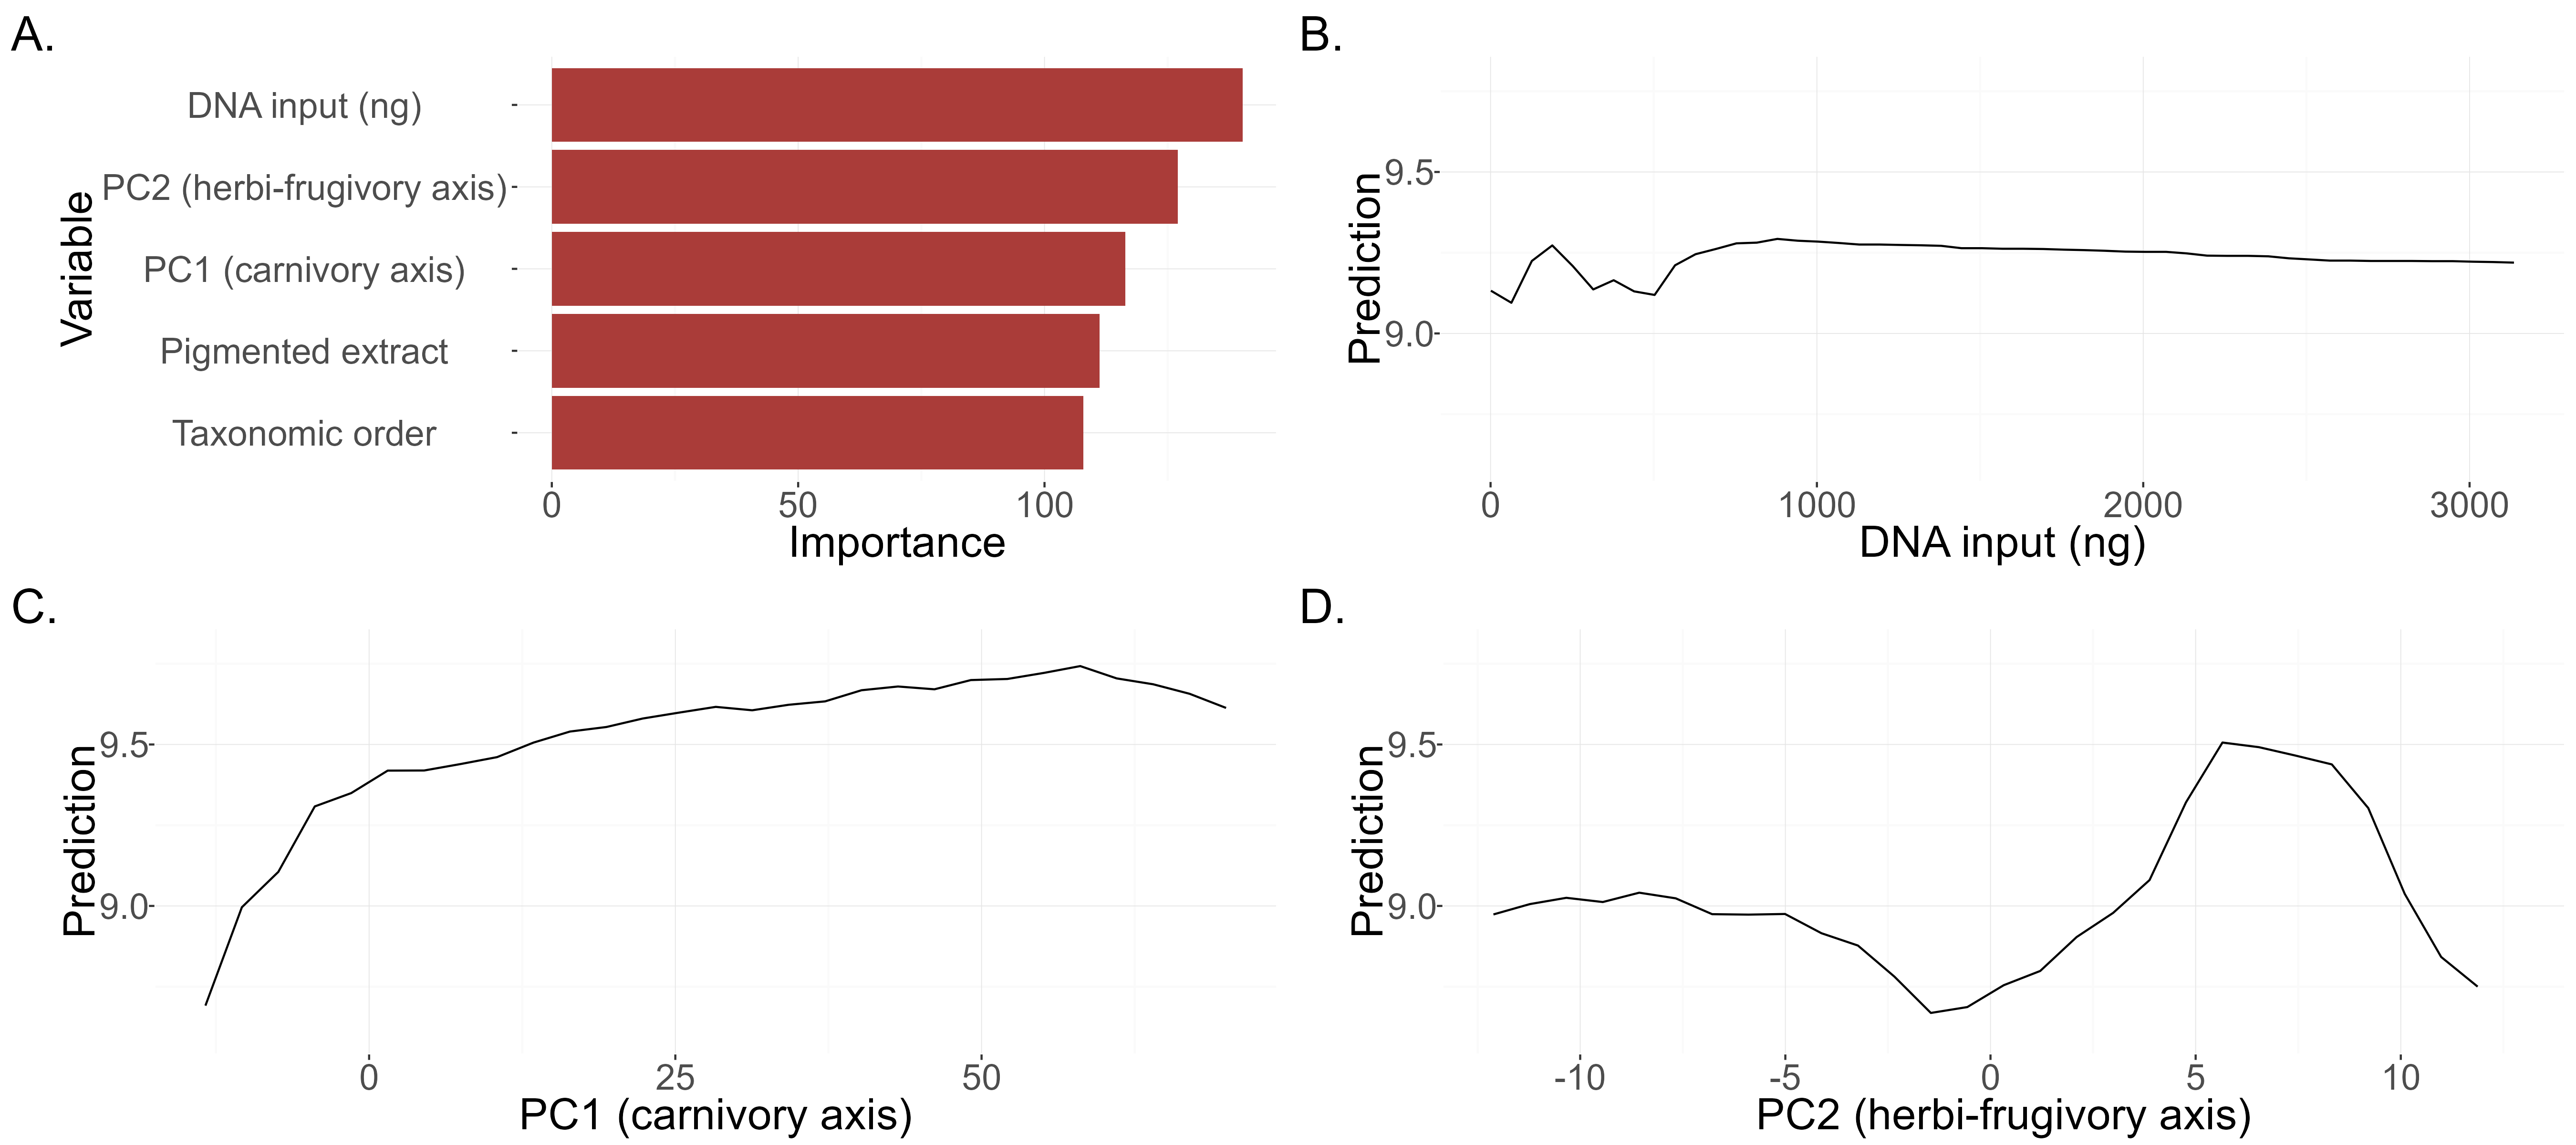 A.
Variable
DNA input (ng)
PC2 (herbi-frugivory axis)
PC1 (carnivory axis)
Pigmented extract
Taxonomic order
0 50 100
Importance
B.
Prediction
9.5
9.0
0 1000 2000 3000
DNA input (ng)
C.
Prediction
9.5
9.0
0 25 50
PC1 (carnivory axis)
D.
Prediction
9.5
9.0
-10 -5 0 5 10
PC2 (herbi-frugivory axis)